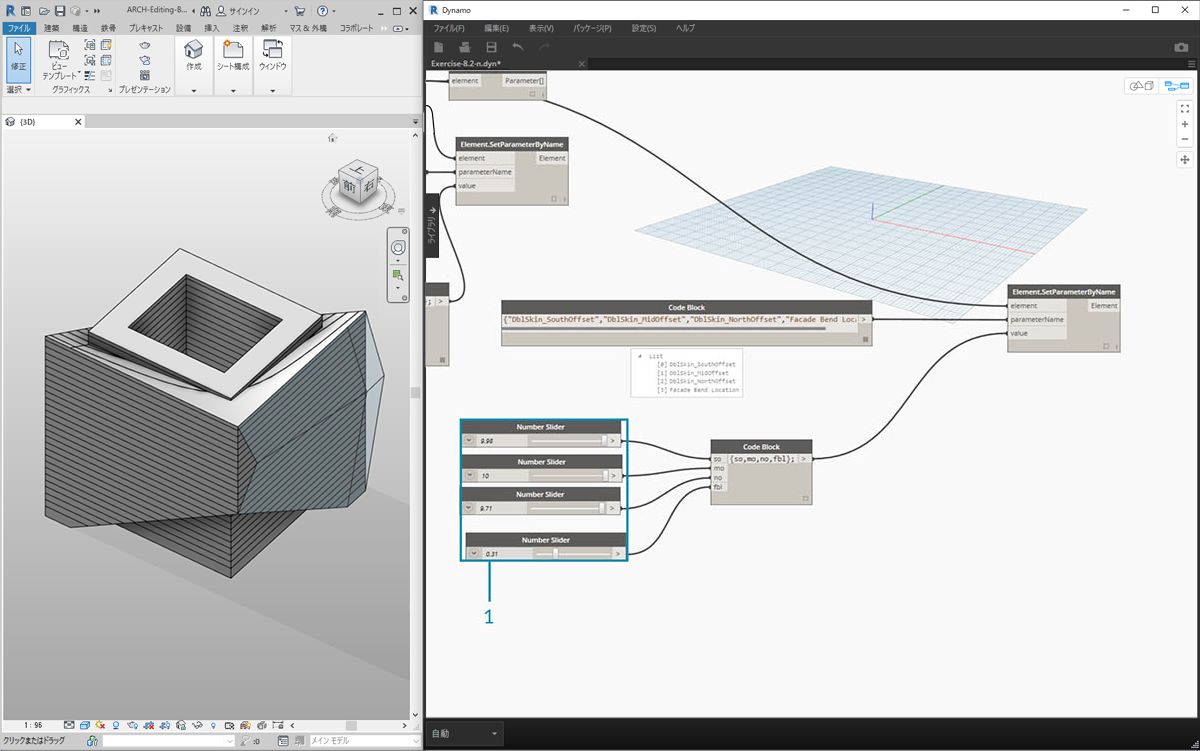 ARCH-Editing-B...
サインイン
ファイル 建築 構造 鉄骨 プレキャスト 設備 挿入 注釈 解析 マス & 外構 コラボレート
修正
ビュー
テンプレート
作成
シート構成
ウィンドウ
選択
グラフィックス
プレゼンテーション
{3D}
上
前
右
1 : 96
クリックまたはドラッグ
:0
メイン モデル
Dynamo
ファイル(F) 編集(E) 表示(V) パッケージ(P) 設定(S) ヘルプ
Exercise-8.2-n.dyn*
element Parameter[]
Element.SetParameterByName
element Element
parameterName
value
ライブラリ
Code Block
{"DblSkin_SouthOffset","DblSkin_MidOffset","DblSkin_NorthOffset","Facade Bend Loc
List
[0] DblSkin_SouthOffset
[1] DblSkin_MidOffset
[2] DblSkin_NorthOffset
[3] Facade Bend Location
Element.SetParameterByName
element Element
parameterName
value
Number Slider
9.98
Number Slider
10
Number Slider
9.71
Number Slider
0.31
Code Block
so {so,mo,no,fbl};
mo
no
fbl
1
自動